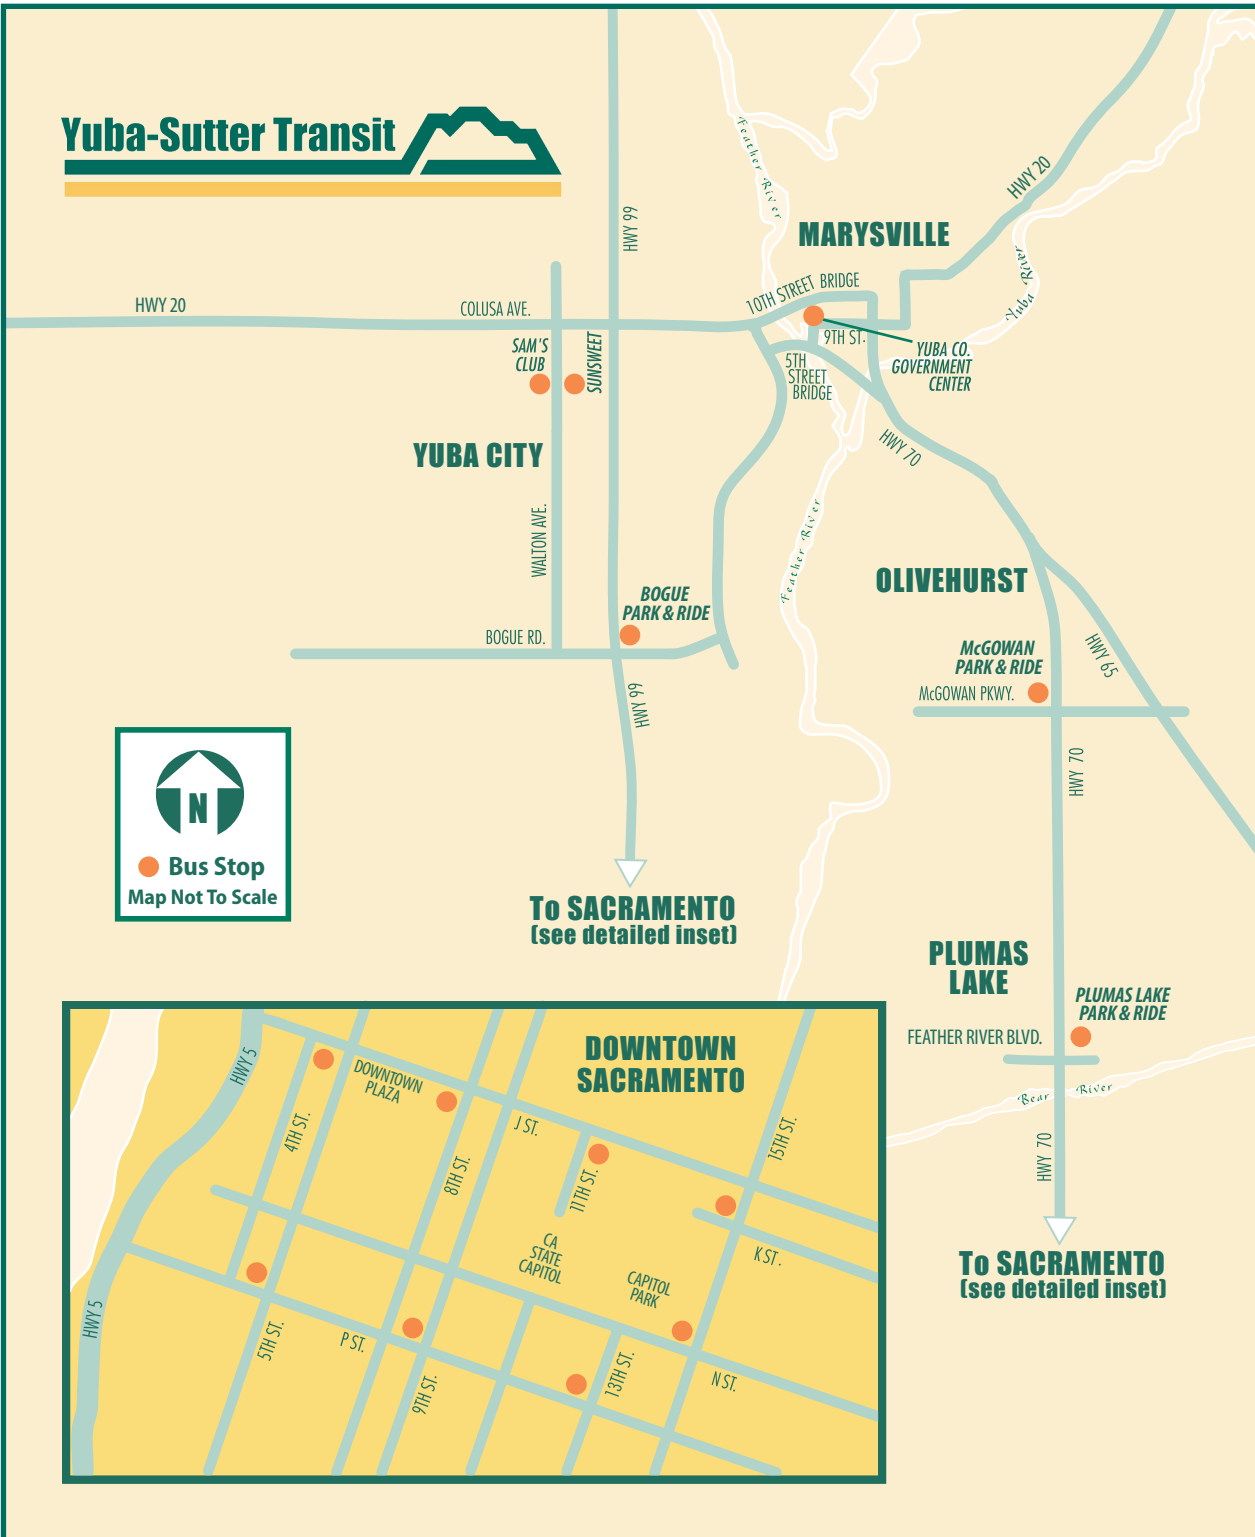 Yuba-Sutter Transit
HWY 99
Feather River
HWY 20
MARYSVILLE
Yuba River
HWY 20
COLUSA AVE.
10TH STREET BRIDGE
9TH ST.
YUBA CO.
GOVERNMENT
CENTER
SAM'S
CLUB
SUNSWEET
5TH
STREET
BRIDGE
YUBA CITY
HWY 70
WALTON AVE.
Feather River
OLIVEHURST
BOGUE
PARK & RIDE
BOGUE RD.
HWY 65
McGOWAN
PARK & RIDE
McGOWAN PKWY.
HWY 99
HWY 70
N
Bus Stop
Map Not To Scale
To SACRAMENTO
(see detailed inset)
PLUMAS
LAKE
PLUMAS LAKE
PARK & RIDE
FEATHER RIVER BLVD.
Bear River
HWY 70
To SACRAMENTO
(see detailed inset)
DOWNTOWN
SACRAMENTO
HWY 5
DOWNTOWN
PLAZA
4TH ST.
J ST.
15TH ST.
8TH ST.
11TH ST.
CA
STATE
CAPITOL
K ST.
CAPITOL
PARK
HWY 5
5TH ST.
P ST.
9TH ST.
13TH ST.
N ST.